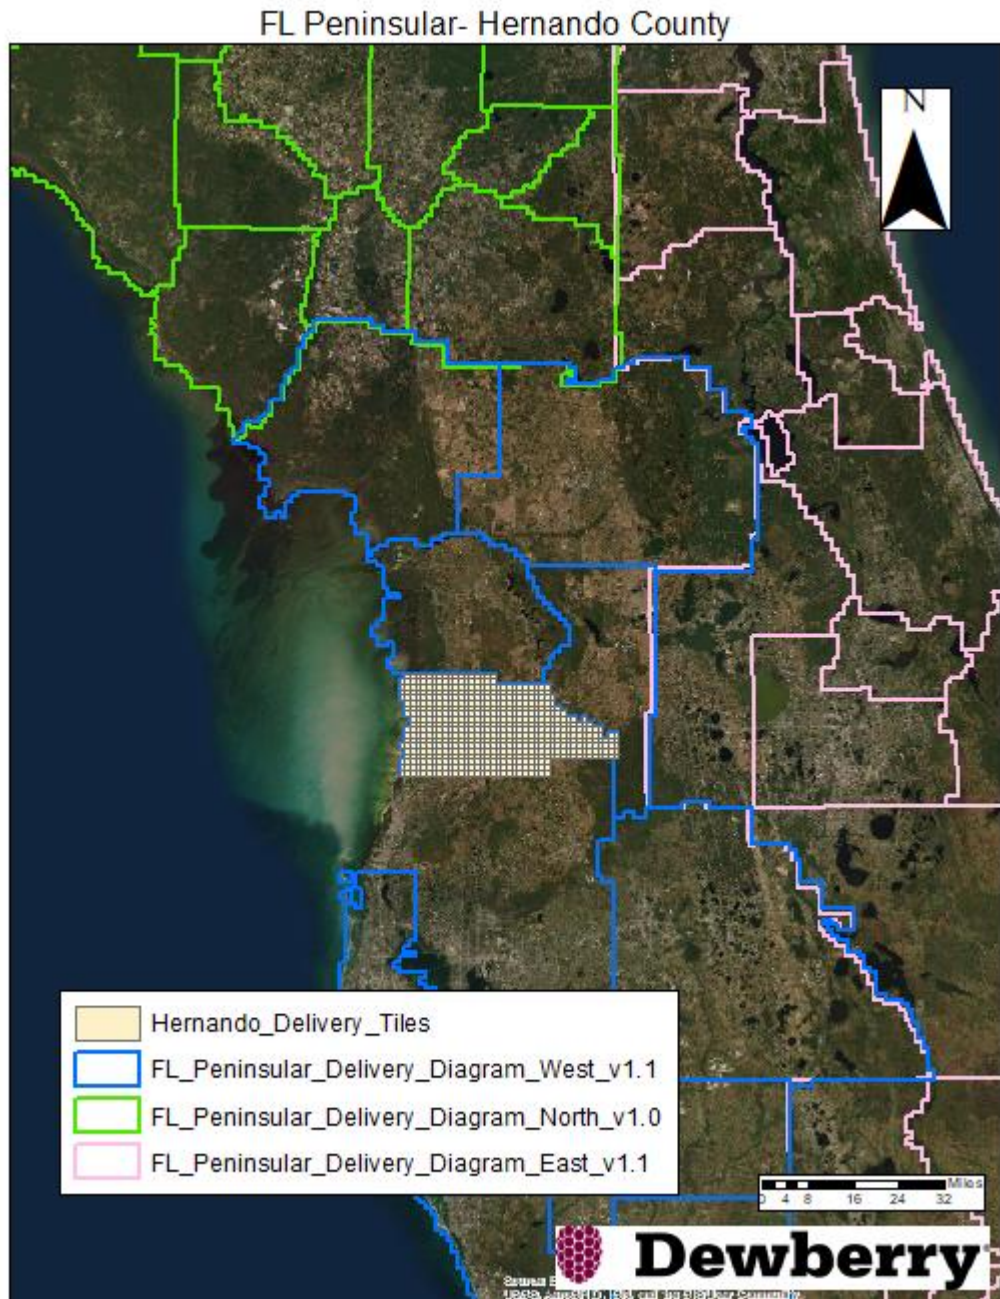 FL Peninsular- Hernando County
N
Hernando_Delivery_Tiles
FL_Peninsular_Delivery_Diagram_West_v1.1
FL_Peninsular_Delivery_Diagram_North_v1.0
FL_Peninsular_Delivery_Diagram_East_v1.1
Miles
0 4 8 16 24 32
Dewberry
Community